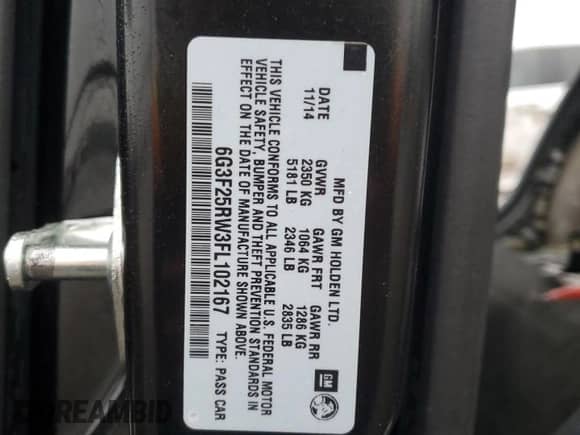 MFD BY GM HOLDEN LTD.
DATE GVWR GAWR FRT GAWR RR
11/14 2350 KG 1064 KG 1286 KG
5181 LB 2346 LB 2835 LB
THIS VEHICLE CONFORMS TO ALL APPLICABLE U.S. FEDERAL MOTOR
VEHICLE SAFETY, BUMPER AND THEFT PREVENTION STANDARDS IN
EFFECT ON THE DATE OF MANUFACTURE SHOWN ABOVE.
6G3F25RW3FL102167 TYPE: PASS CAR
GM
DREAMBID